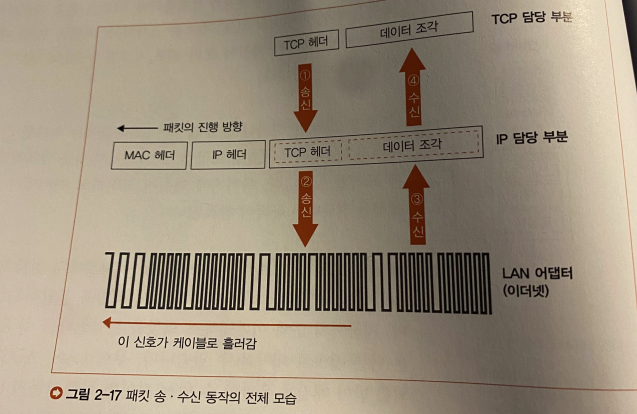 TCP 담당 부분
TCP 헤더
데이터 조각
① 송신
④ 수신
패킷의 진행 방향
IP 담당 부분
MAC 헤더
IP 헤더
TCP 헤더
데이터 조각
② 송신
③ 수신
LAN 어댑터
(이더넷)
이 신호가 케이블로 흘러감
그림 2-17 패킷 송 · 수신 동작의 전체 모습